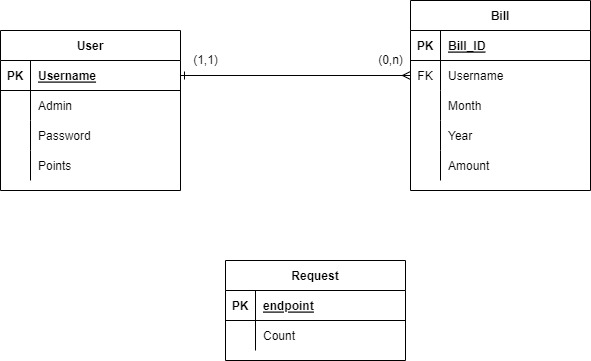 User
PK Username
Admin
Password
Points
(1,1)
(0,n)
Bill
PK Bill_ID
FK Username
Month
Year
Amount
Request
PK endpoint
Count